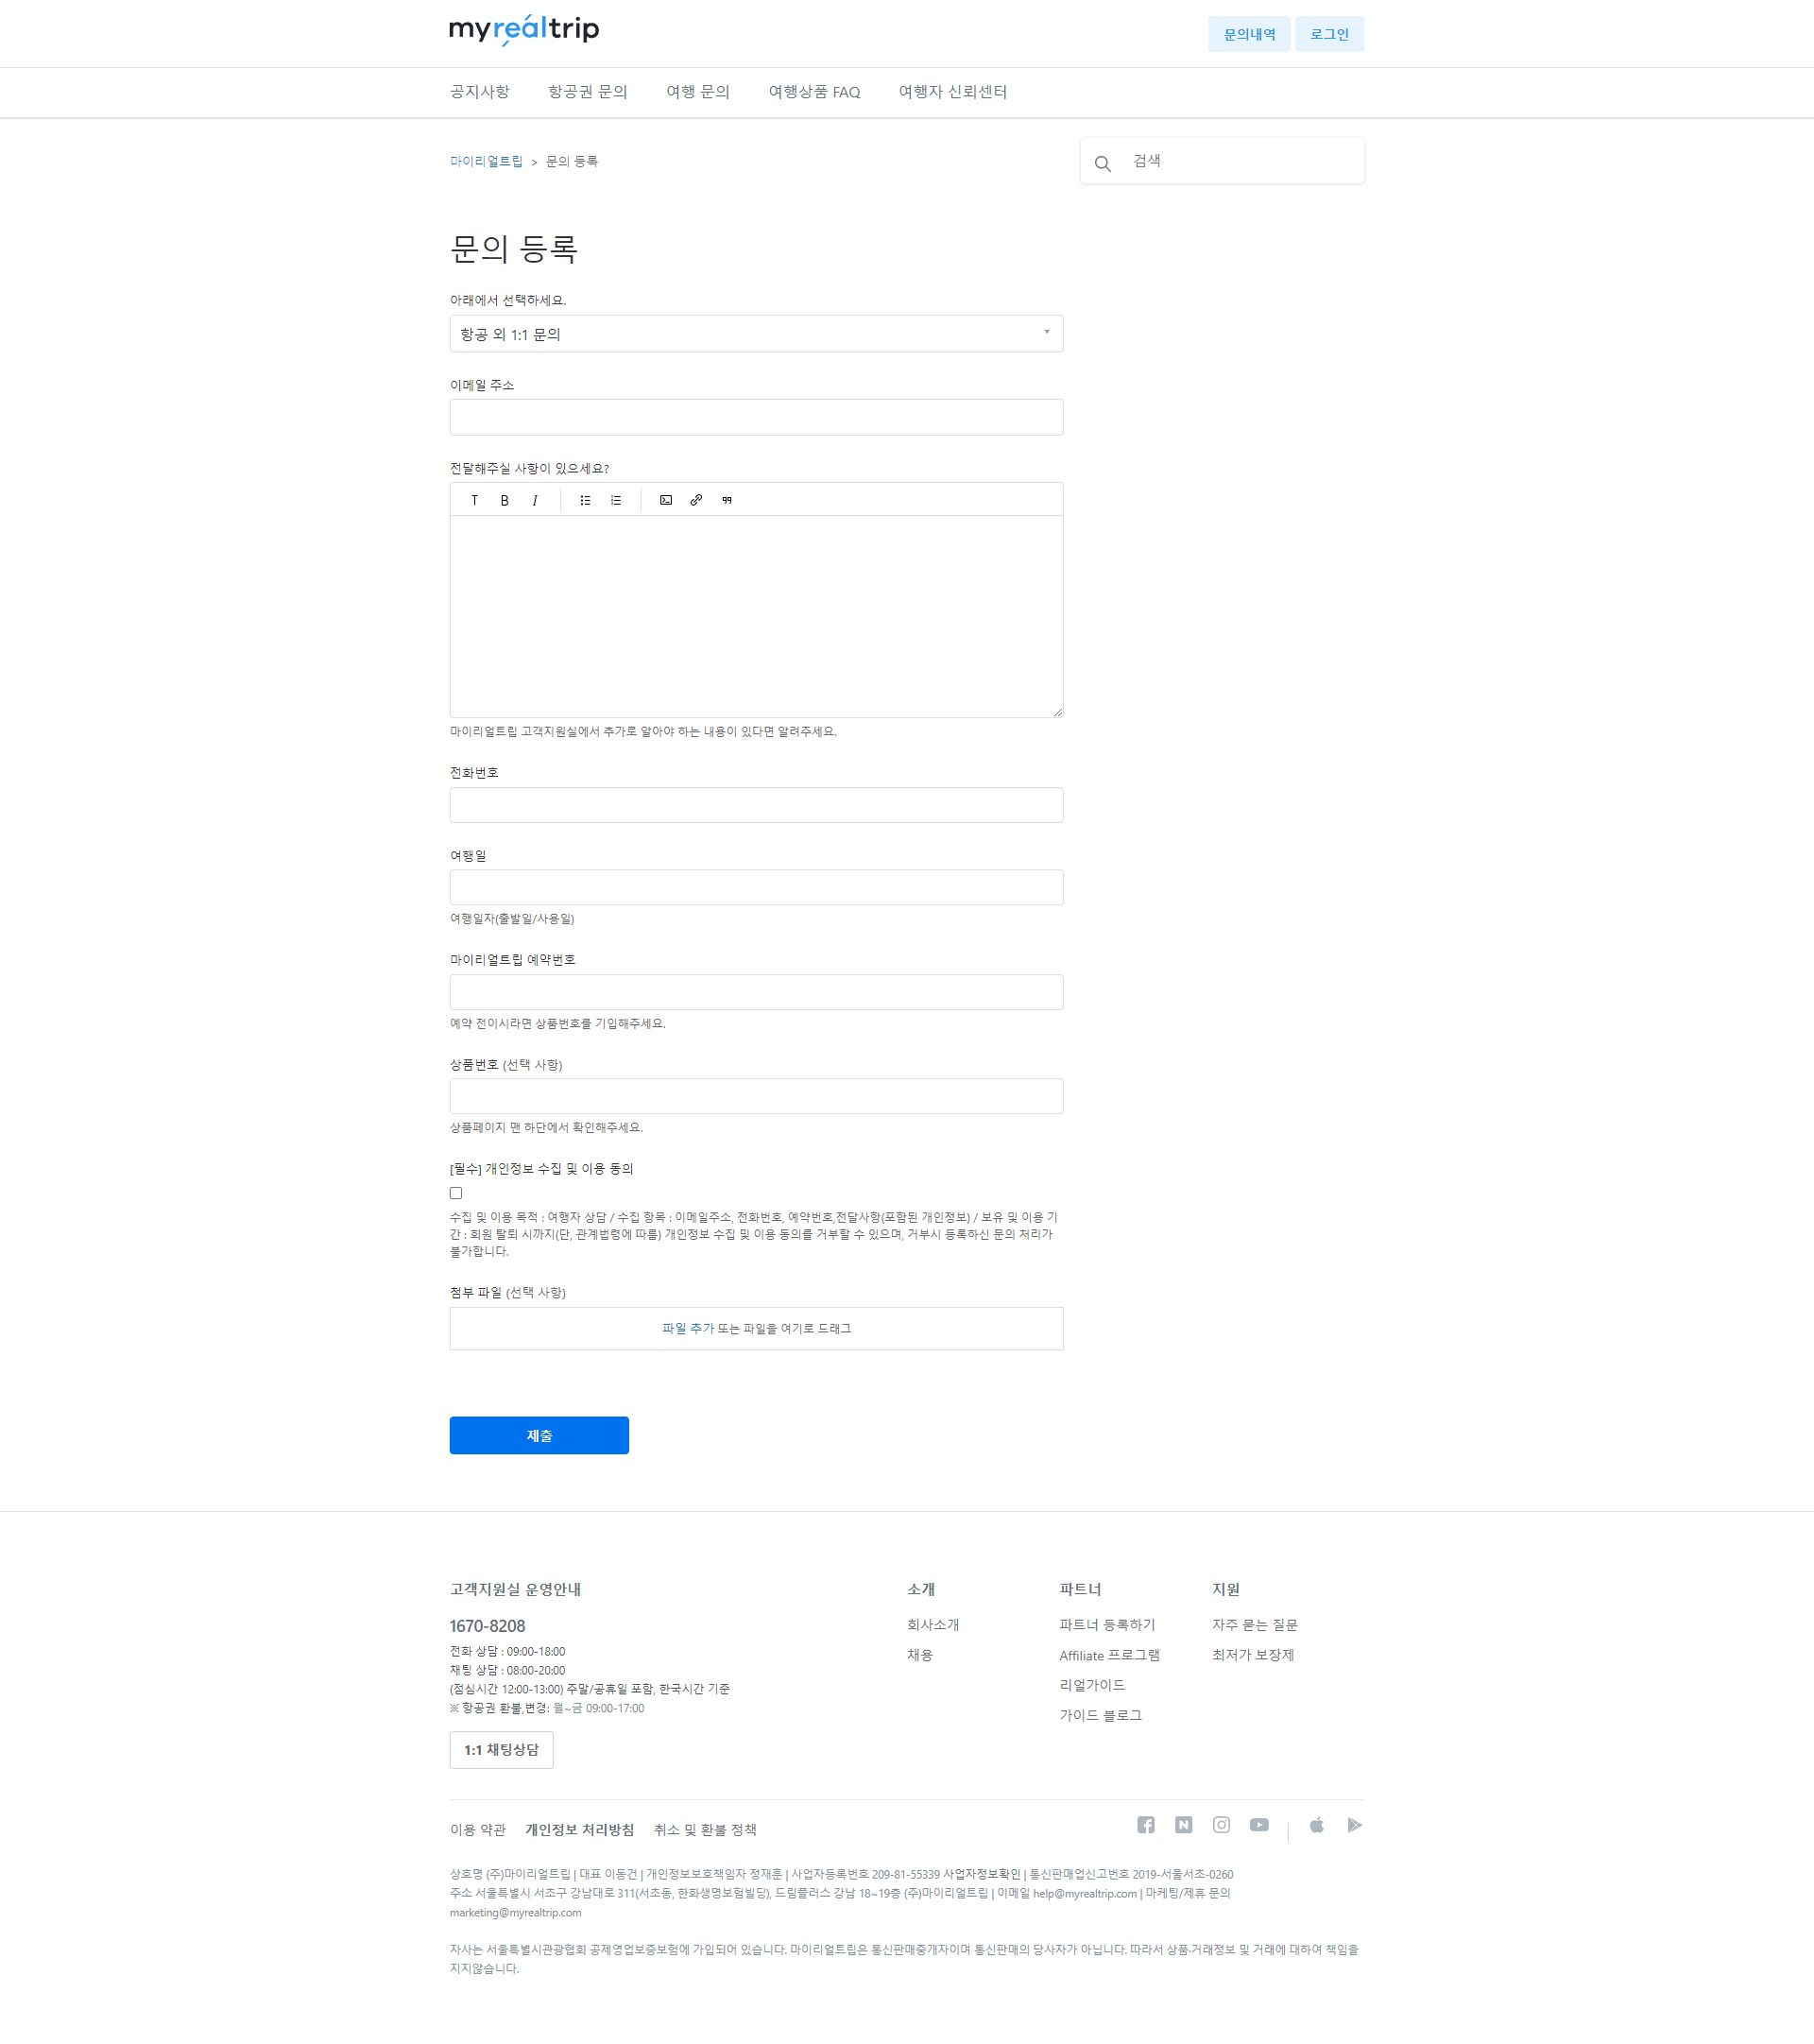 myrealtrip
문의내역 로그인
공지사항 항공권 문의 여행 문의 여행상품 FAQ 여행자 신뢰센터
마이리얼트립 > 문의 등록
검색
문의 등록
아래에서 선택하세요.
항공 외 1:1 문의
이메일 주소
전달해주실 사항이 있으세요?
마이리얼트립 고객지원실에서 추가로 알아야 하는 내용이 있다면 알려주세요.
전화번호
여행일
여행일자(출발일/사용일)
마이리얼트립 예약번호
예약 전이시라면 상품번호를 기입해주세요.
상품번호 (선택 사항)
상품페이지 맨 하단에서 확인해주세요.
[필수] 개인정보 수집 및 이용 동의
수집 및 이용 목적 : 여행자 상담 / 수집 항목 : 이메일주소, 전화번호, 예약번호,전달사항(포함된 개인정보) / 보유 및 이용 기
간 : 회원 탈퇴 시까지(단, 관계법령에 따름) 개인정보 수집 및 이용 동의를 거부할 수 있으며, 거부시 등록하신 문의 처리가
불가합니다.
첨부 파일 (선택 사항)
파일 추가 또는 파일을 여기로 드래그
제출
고객지원실 운영안내
1670-8208
전화 상담 : 09:00-18:00
채팅 상담 : 08:00-20:00
(점심시간 12:00-13:00) 주말/공휴일 포함, 한국시간 기준
※ 항공권 환불,변경: 월~금 09:00-17:00
1:1 채팅상담
소개
회사소개
채용
파트너
파트너 등록하기
Affiliate 프로그램
리얼가이드
가이드 블로그
지원
자주 묻는 질문
최저가 보장제
이용 약관 개인정보 처리방침 취소 및 환불 정책
상호명 (주)마이리얼트립 | 대표 이동건 | 개인정보보호책임자 정재훈 | 사업자등록번호 209-81-55339 사업자정보확인 | 통신판매업신고번호 2019-서울서초-0260
주소 서울특별시 서초구 강남대로 311(서초동, 한화생명보험빌딩), 드림플러스 강남 18~19층 (주)마이리얼트립 | 이메일 help@myrealtrip.com | 마케팅/제휴 문의
marketing@myrealtrip.com
자사는 서울특별시관광협회 공제영업보증보험에 가입되어 있습니다. 마이리얼트립은 통신판매중개자이며 통신판매의 당사자가 아닙니다. 따라서 상품·거래정보 및 거래에 대하여 책임을
지지않습니다.